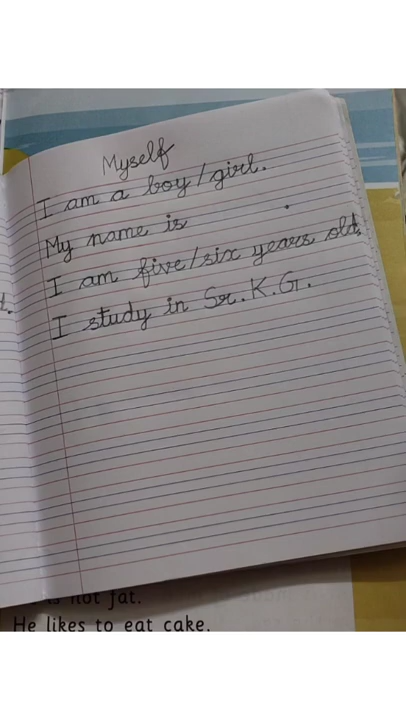 Myself
I am a boy/girl.
My name is .
I am five/six years old.
I study in Sr.K.G.
d.
is not fat.
He likes to eat cake.